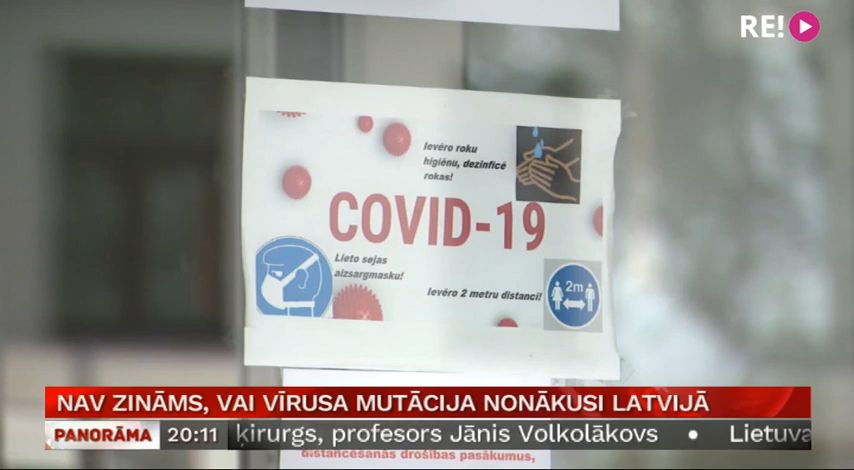 RE!
Ievēro roku
higiēnu, dezinficē
rokas!
COVID-19
Lieto sejas
aizsargmasku!
Ievēro 2 metru distanci!
2m
NAV ZINĀMS, VAI VĪRUSA MUTĀCIJA NONĀKUSI LATVIJĀ
PANORĀMA 20:11 ķirurgs, profesors Jānis Volkolākovs • Lietuva
distancēšanās drošības pasākumus,